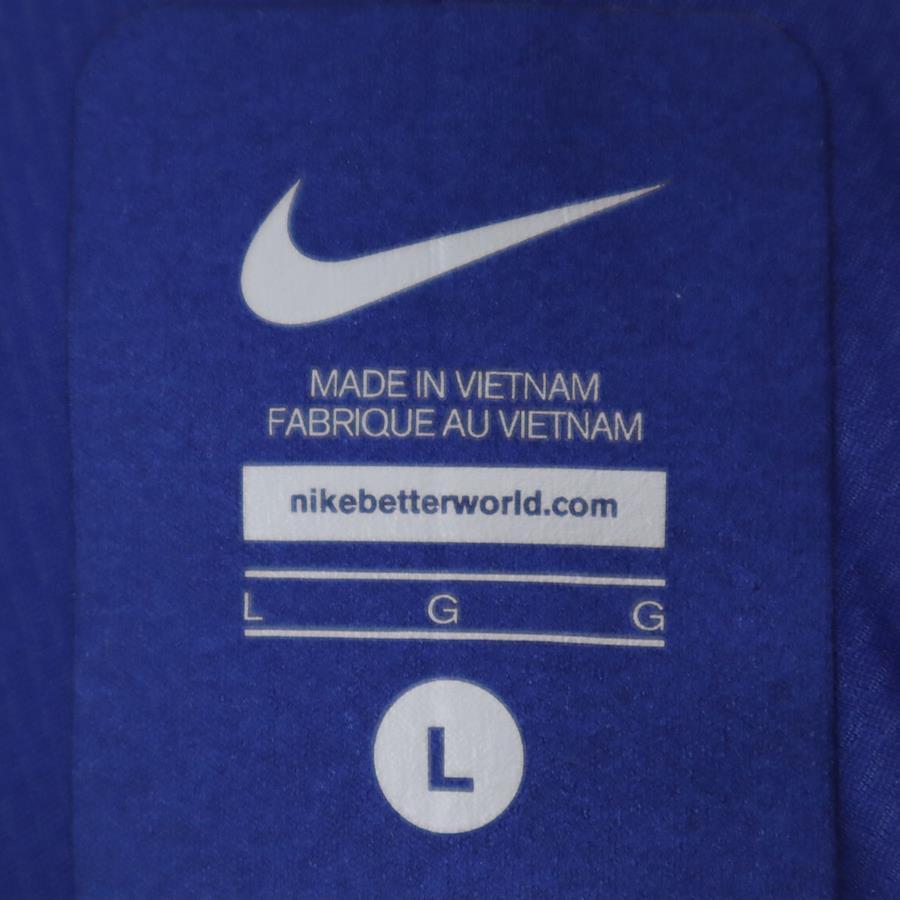 MADE IN VIETNAM
FABRIQUE AU VIETNAM
nikebetterworld.com
L G G
L